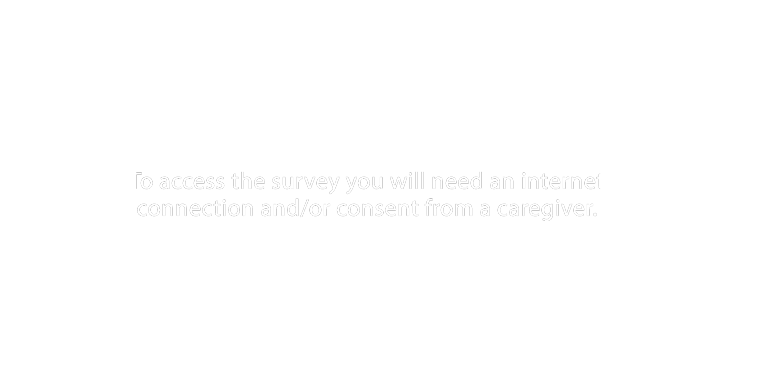 To access the survey you will need an internet
connection and/or consent from a caregiver.